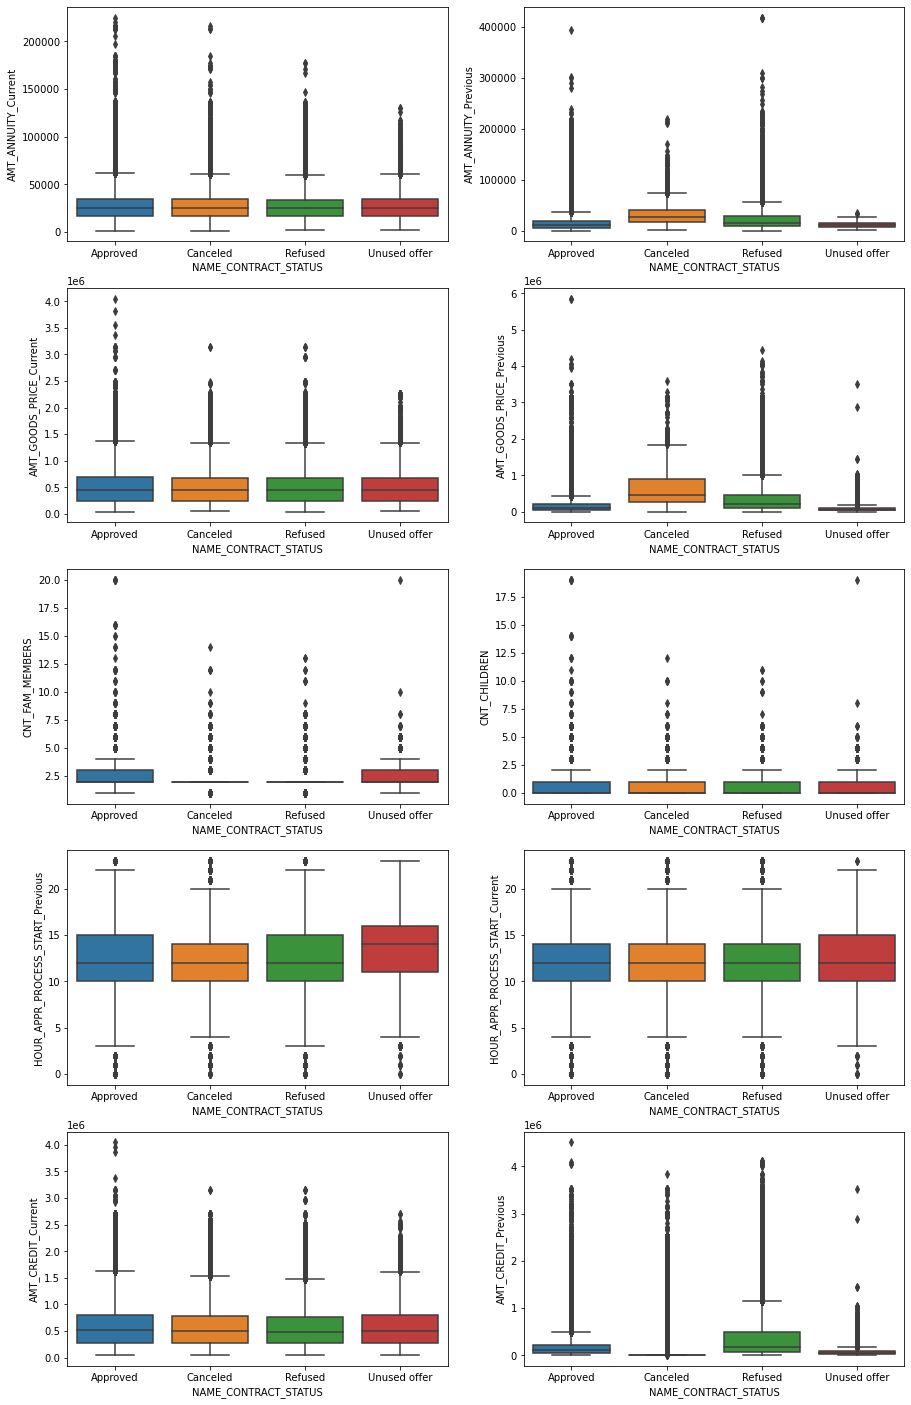 AMT_ANNUITY_Current
200000
150000
100000
50000
0
Approved Canceled Refused Unused offer
NAME_CONTRACT_STATUS
AMT_ANNUITY_Previous
400000
300000
200000
100000
0
Approved Canceled Refused Unused offer
NAME_CONTRACT_STATUS
1e6
AMT_GOODS_PRICE_Current
4.0
3.5
3.0
2.5
2.0
1.5
1.0
0.5
0.0
Approved Canceled Refused Unused offer
NAME_CONTRACT_STATUS
1e6
AMT_GOODS_PRICE_Previous
6
5
4
3
2
1
0
Approved Canceled Refused Unused offer
NAME_CONTRACT_STATUS
CNT_FAM_MEMBERS
20.0
17.5
15.0
12.5
10.0
7.5
5.0
2.5
Approved Canceled Refused Unused offer
NAME_CONTRACT_STATUS
CNT_CHILDREN
17.5
15.0
12.5
10.0
7.5
5.0
2.5
0.0
Approved Canceled Refused Unused offer
NAME_CONTRACT_STATUS
HOUR_APPR_PROCESS_START_Previous
20
15
10
5
0
Approved Canceled Refused Unused offer
NAME_CONTRACT_STATUS
HOUR_APPR_PROCESS_START_Current
20
15
10
5
0
Approved Canceled Refused Unused offer
NAME_CONTRACT_STATUS
1e6
AMT_CREDIT_Current
4.0
3.5
3.0
2.5
2.0
1.5
1.0
0.5
0.0
Approved Canceled Refused Unused offer
NAME_CONTRACT_STATUS
1e6
AMT_CREDIT_Previous
4
3
2
1
0
Approved Canceled Refused Unused offer
NAME_CONTRACT_STATUS